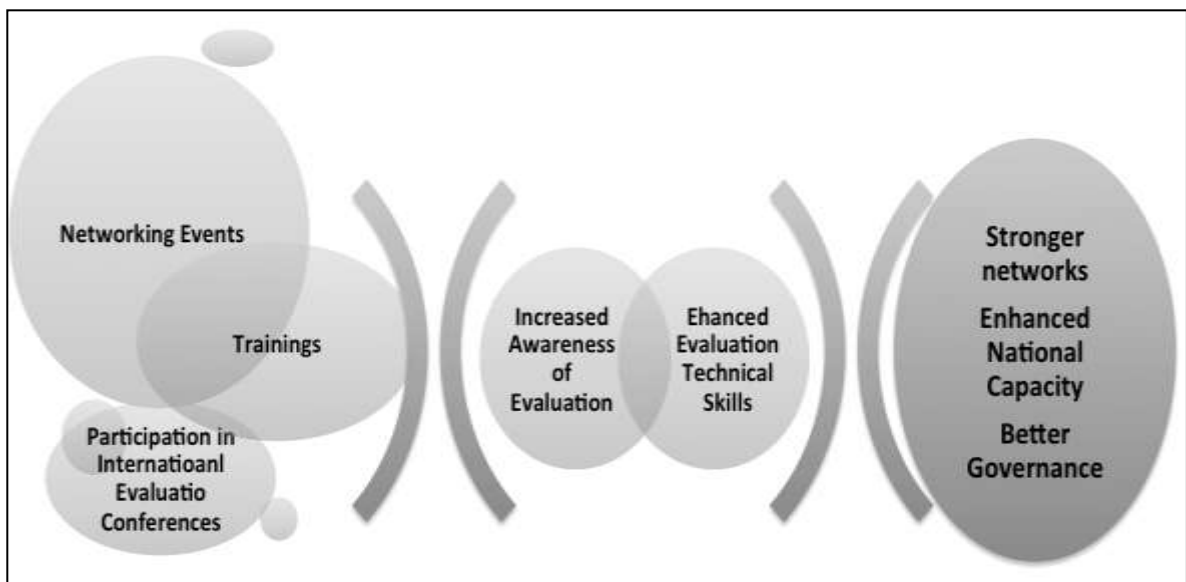 Networking Events
Trainings
Participation in
Internatioanl
Evaluatio
Conferences
Increased
Awareness
of
Evaluation
Ehanced
Evaluation
Technical
Skills
Stronger
networks
Enhanced
National
Capacity
Better
Governance